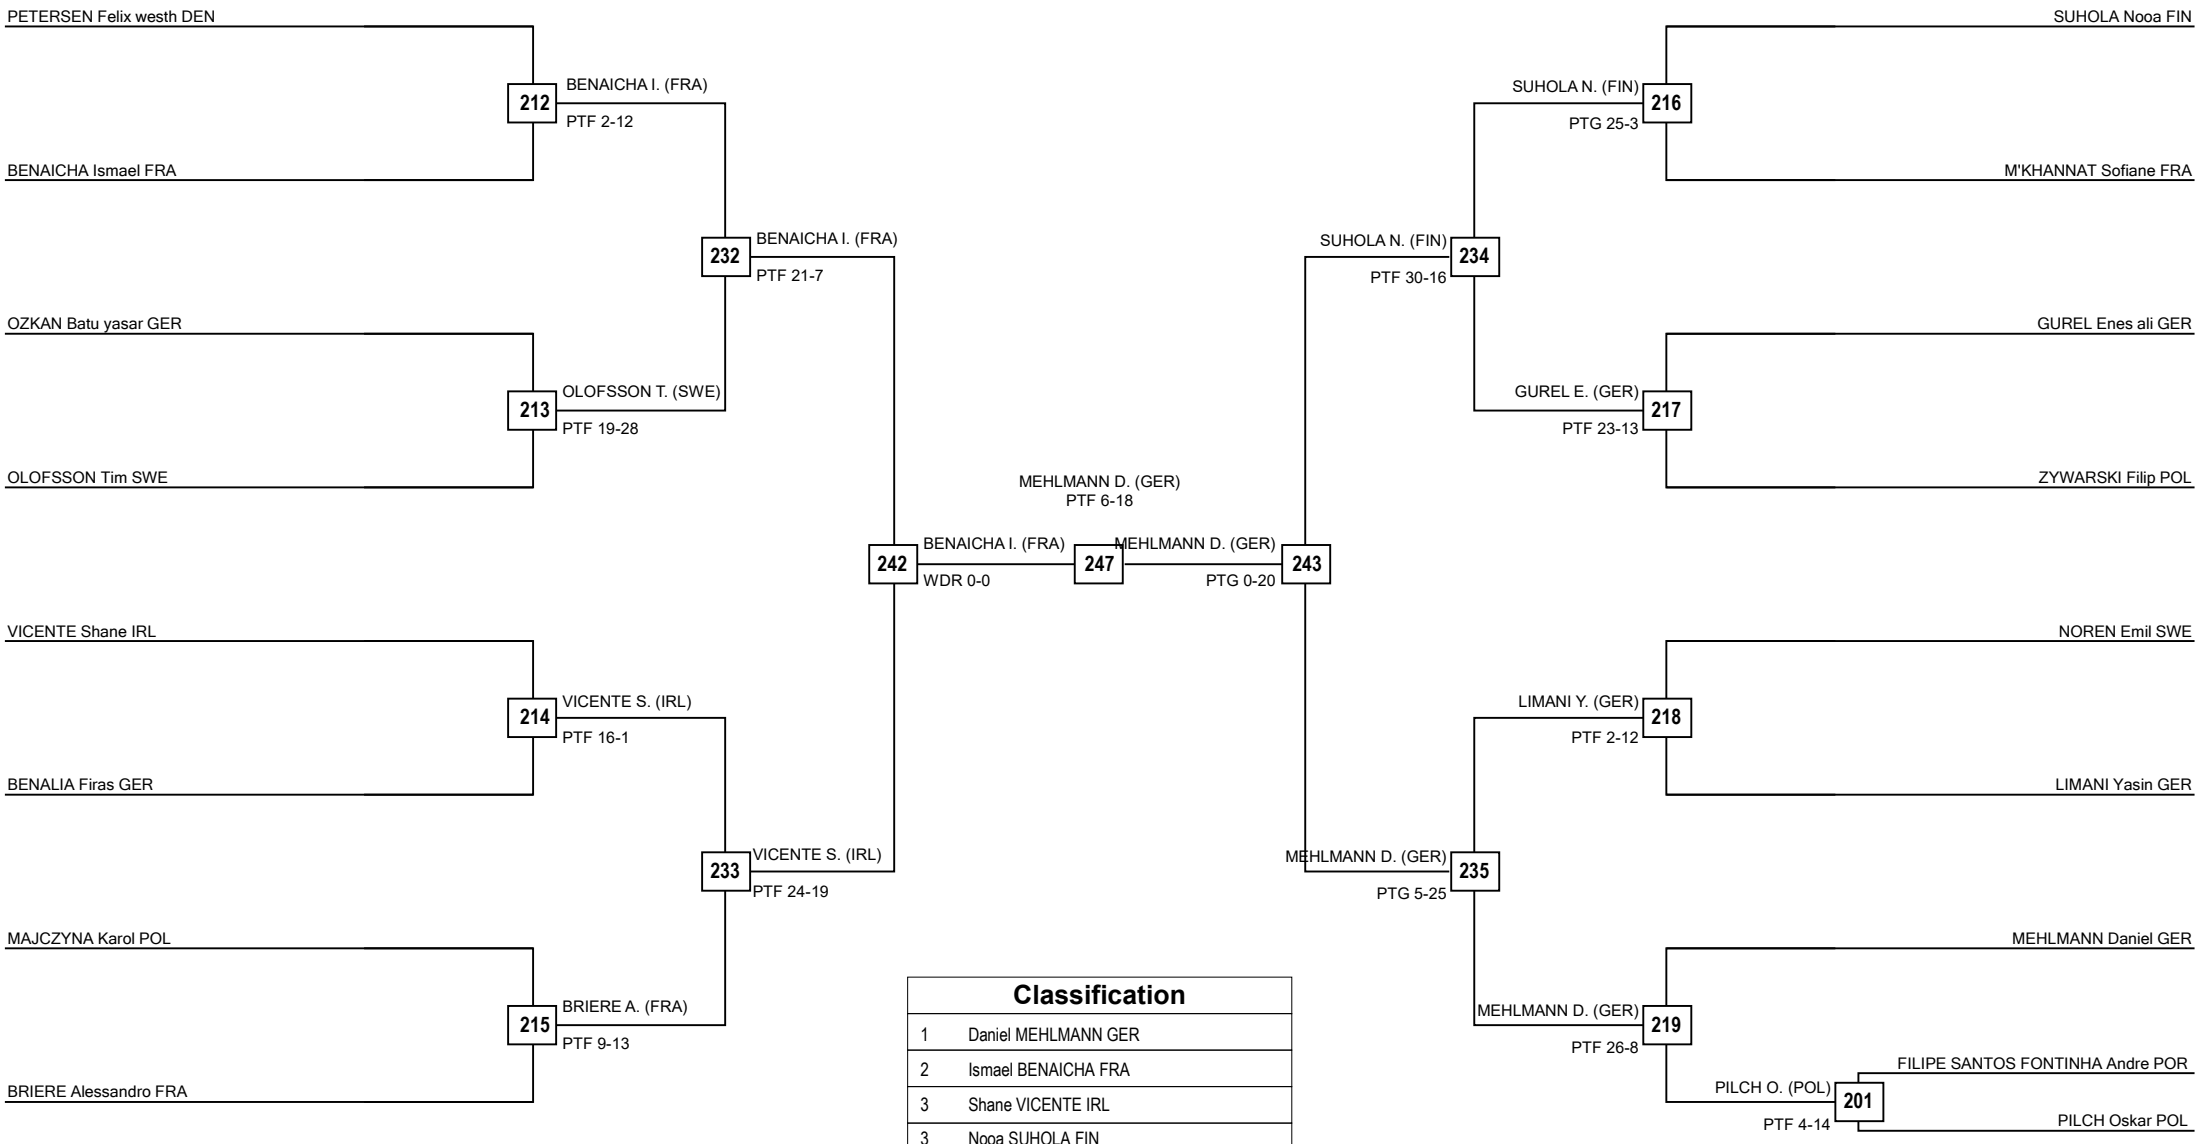 PETERSEN Felix westh DEN
SUHOLA Nooa FIN
BENAICHA I. (FRA)
212
PTF 2-12
SUHOLA N. (FIN)
216
PTG 25-3
BENAICHA Ismael FRA
M'KHANNAT Sofiane FRA
BENAICHA I. (FRA)
232
PTF 21-7
SUHOLA N. (FIN)
234
PTF 30-16
OZKAN Batu yasar GER
GUREL Enes ali GER
OLOFSSON T. (SWE)
213
PTF 19-28
GUREL E. (GER)
217
PTF 23-13
OLOFSSON Tim SWE
ZYWARSKI Filip POL
MEHLMANN D. (GER)
PTF 6-18
242
BENAICHA I. (FRA)
WDR 0-0
247
MEHLMANN D. (GER)
PTG 0-20
243
VICENTE Shane IRL
NOREN Emil SWE
VICENTE S. (IRL)
214
PTF 16-1
LIMANI Y. (GER)
218
PTF 2-12
BENALIA Firas GER
LIMANI Yasin GER
VICENTE S. (IRL)
233
PTF 24-19
MEHLMANN D. (GER)
235
PTG 5-25
MAJCZYNA Karol POL
MEHLMANN Daniel GER
BRIERE A. (FRA)
215
PTF 9-13
MEHLMANN D. (GER)
219
PTF 26-8
BRIERE Alessandro FRA
FILIPE SANTOS FONTINHA Andre POR
PILCH O. (POL)
201
PTF 4-14
PILCH Oskar POL
Classification
1 Daniel MEHLMANN GER
2 Ismael BENAICHA FRA
3 Shane VICENTE IRL
3 Nooa SUHOLA FIN